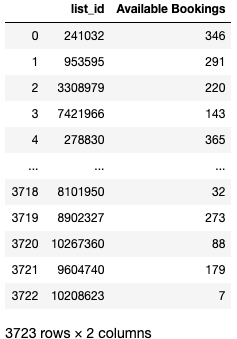 list_id Available Bookings
0 241032 346
1 953595 291
2 3308979 220
3 7421966 143
4 278830 365
... ... ...
3718 8101950 32
3719 8902327 273
3720 10267360 88
3721 9604740 179
3722 10208623 7
3723 rows × 2 columns